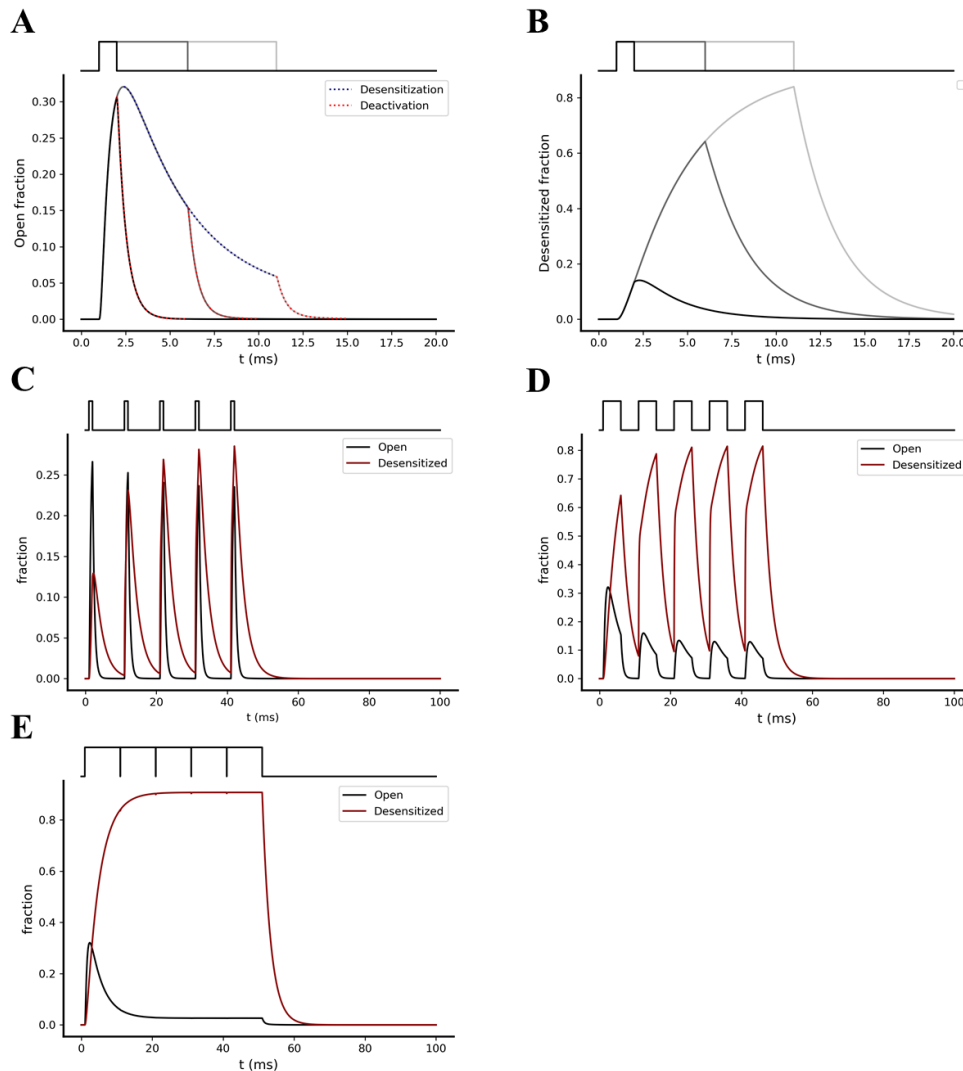 A
Desensitization
Deactivation
Open fraction
0.30
0.25
0.20
0.15
0.10
0.05
0.00
0.0 2.5 5.0 7.5 10.0 12.5 15.0 17.5 20.0
t (ms)
B
Desensitized fraction
0.8
0.6
0.4
0.2
0.0
0.0 2.5 5.0 7.5 10.0 12.5 15.0 17.5 20.0
t (ms)
C
Open
Desensitized
fraction
0.25
0.20
0.15
0.10
0.05
0.00
0 20 40 60 80 100
t (ms)
D
Open
Desensitized
fraction
0.8
0.7
0.6
0.5
0.4
0.3
0.2
0.1
0.0
0 20 40 60 80 100
t (ms)
E
Open
Desensitized
fraction
0.8
0.6
0.4
0.2
0.0
0 20 40 60 80 100
t (ms)